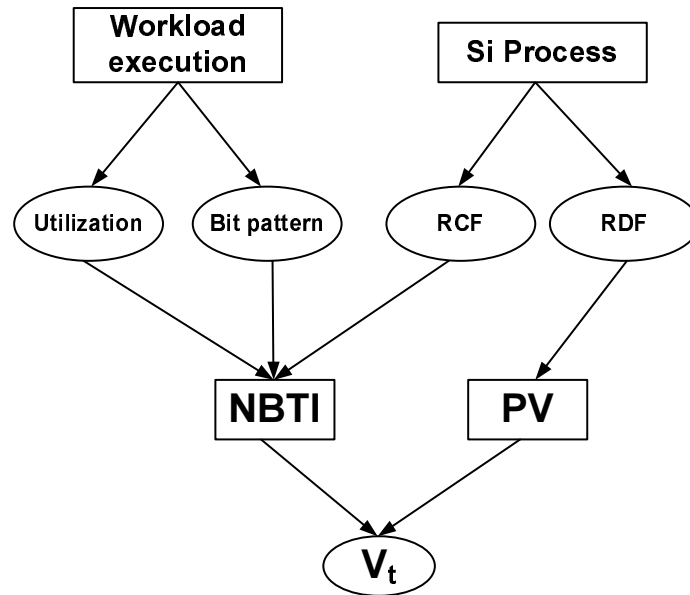 Workload
execution
Si Process
Utilization
Bit pattern
RCF
RDF
NBTI
PV
Vt